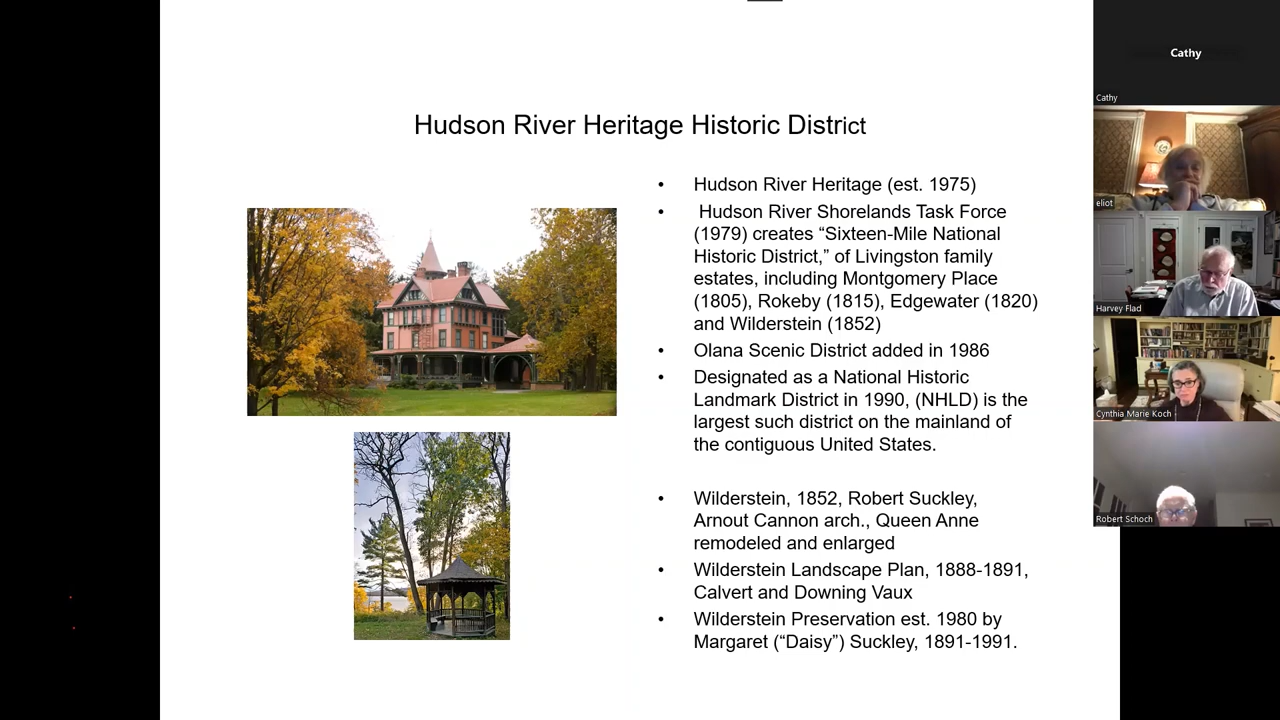 Hudson River Heritage Historic District
• Hudson River Heritage (est. 1975)
• Hudson River Shorelands Task Force
(1979) creates “Sixteen-Mile National
Historic District,” of Livingston family
estates, including Montgomery Place
(1805), Rokeby (1815), Edgewater (1820)
and Wilderstein (1852)
• Olana Scenic District added in 1986
• Designated as a National Historic
Landmark District in 1990, (NHLD) is the
largest such district on the mainland of
the contiguous United States.
• Wilderstein, 1852, Robert Suckley,
Arnout Cannon arch., Queen Anne
remodeled and enlarged
• Wilderstein Landscape Plan, 1888-1891,
Calvert and Downing Vaux
• Wilderstein Preservation est. 1980 by
Margaret (“Daisy”) Suckley, 1891-1991.
Cathy
Cathy
eliot
Harvey Flad
Cynthia Marie Koch
Robert Schoch